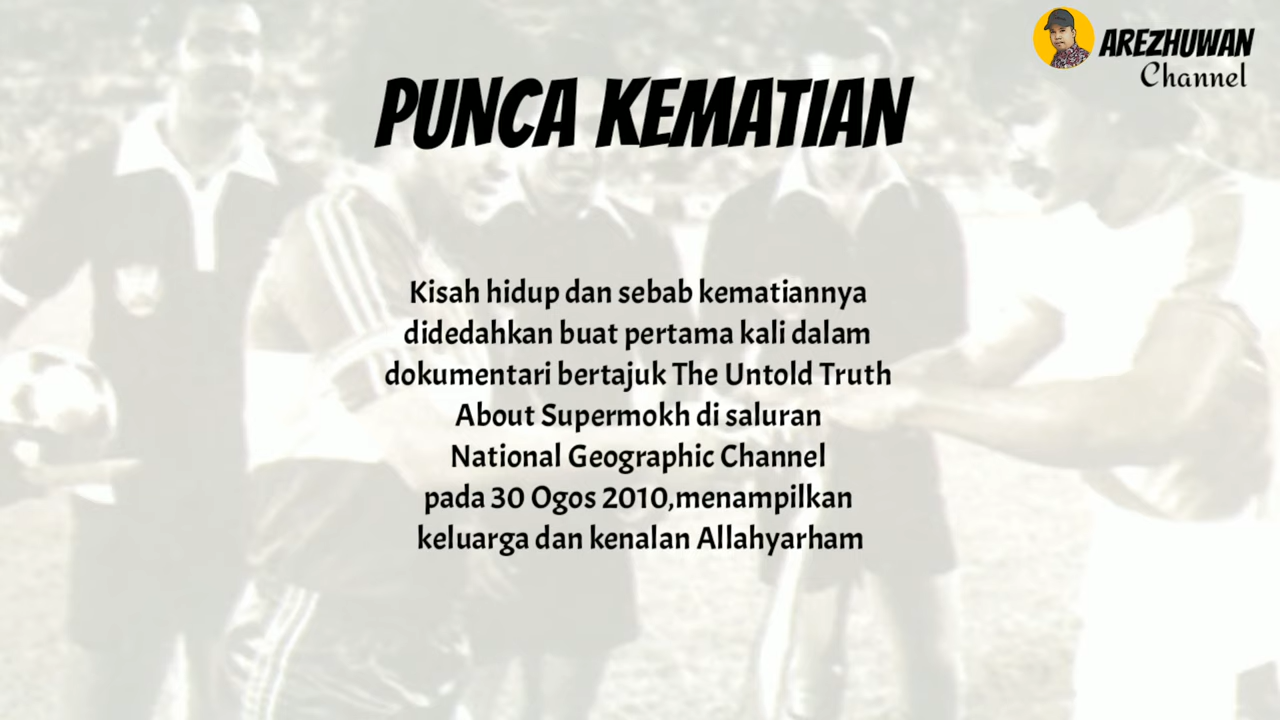 AREZHUWAN
Channel
PUNCA KEMATIAN
Kisah hidup dan sebab kematiannya
didedahkan buat pertama kali dalam
dokumentari bertajuk The Untold Truth
About Supermokh di saluran
National Geographic Channel
pada 30 Ogos 2010,menampilkan
keluarga dan kenalan Allahyarham